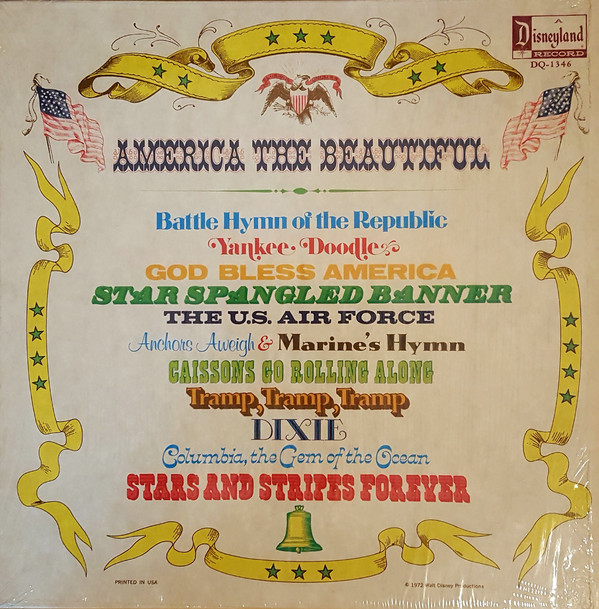 Disneyland
RECORD
DQ-1346
AMERICA THE BEAUTIFUL
Battle Hymn of the Republic
Yankee Doodle
GOD BLESS AMERICA
STAR SPANGLED BANNER
THE U.S. AIR FORCE
Anchors Aweigh & Marine's Hymn
CAISSONS GO ROLLING ALONG
Tramp, Tramp, Tramp
DIXIE
Columbia, the Gem of the Ocean
STARS AND STRIPES FOREVER
PRINTED IN USA
© 1972 Walt Disney Productions